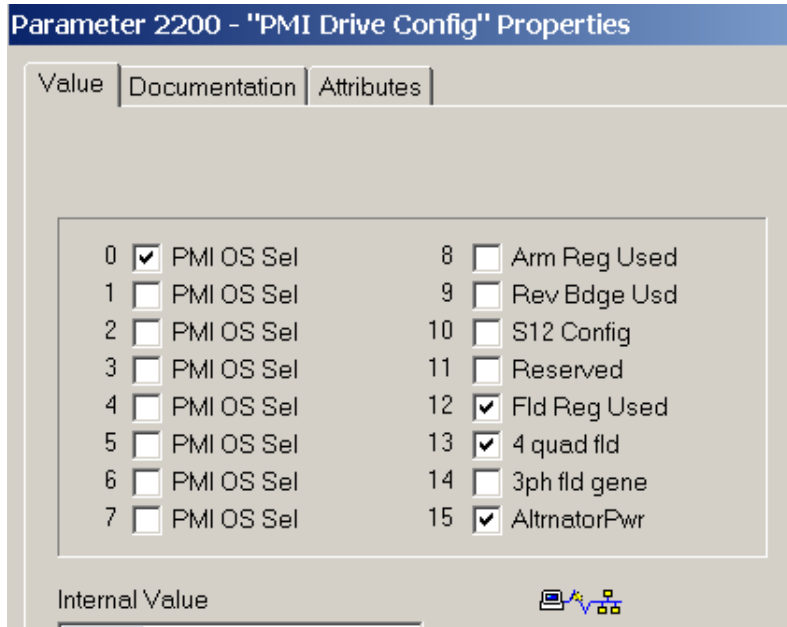 Parameter 2200 - "PMI Drive Config" Properties
Value Documentation Attributes
0 PMI OS Sel 8 Arm Reg Used
1 PMI OS Sel 9 Rev Bdge Usd
2 PMI OS Sel 10 S12 Config
3 PMI OS Sel 11 Reserved
4 PMI OS Sel 12 Fld Reg Used
5 PMI OS Sel 13 4 quad fld
6 PMI OS Sel 14 3ph fld gene
7 PMI OS Sel 15 AltrnatorPwr
Internal Value